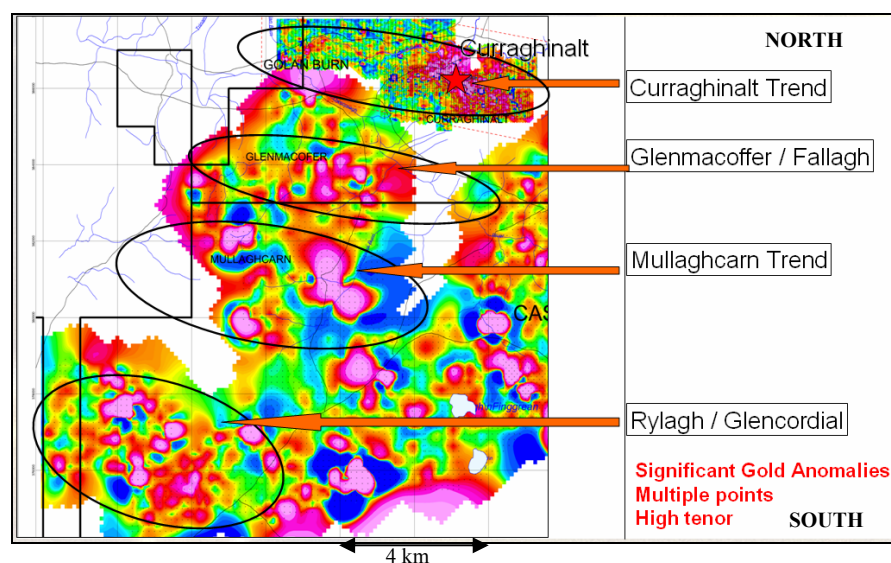 Curraghinalt
NORTH
GOLAN BURN
Curraghinalt Trend
CURRAGHINALT
Glenmacoffer / Fallagh
GLENMACOFER
MULLAGHCARN
Mullaghcarn Trend
CAS
Rylagh / Glencordial
Significant Gold Anomalies
Multiple points
High tenor
SOUTH
4 km